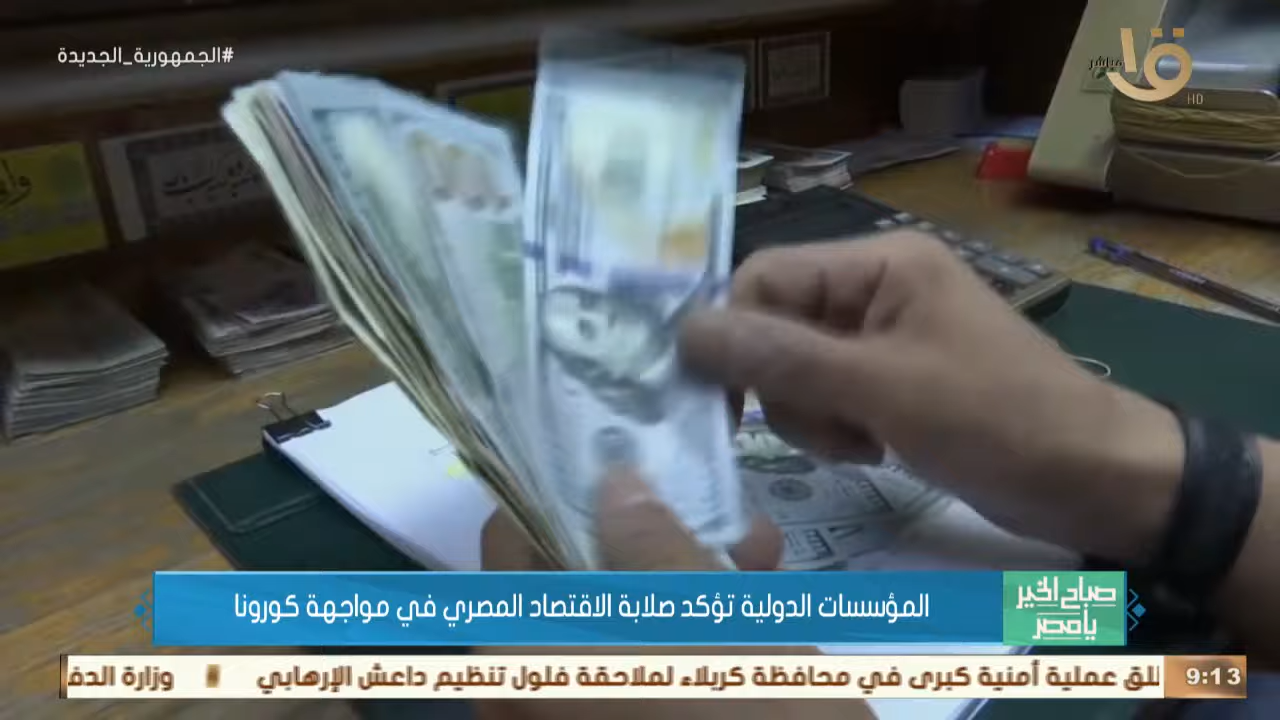 #الجمهورية_الجديدة
مباشر
HD
المؤسسات الدولية تؤكد صلابة الاقتصاد المصري في مواجهة كورونا
صباح الخير
يا مصر
عملية أمنية كبرى في محافظة كربلاء لملاحقة فلول تنظيم داعش الإرهابي وزارة
9:13